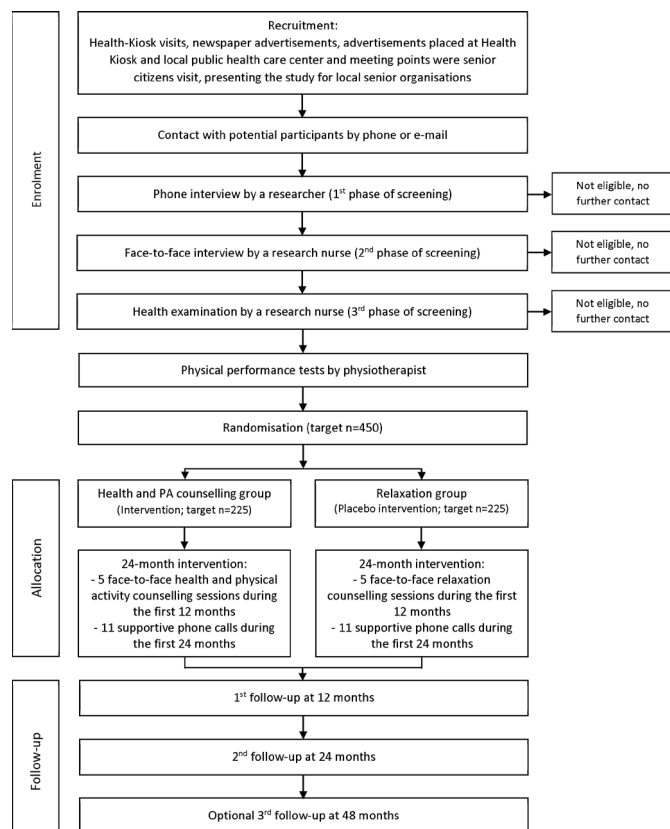 Recruitment:
Health-Kiosk visits, newspaper advertisements, advertisements placed at Health
Kiosk and local public health care center and meeting points were senior
citizens visit, presenting the study for local senior organisations
Enrolment
Contact with potential participants by phone or e-mail
Phone interview by a researcher (1st phase of screening)
Not eligible, no
further contact
Face-to-face interview by a research nurse (2nd phase of screening)
Not eligible, no
further contact
Health examination by a research nurse (3rd phase of screening)
Not eligible, no
further contact
Physical performance tests by physiotherapist
Randomisation (target n=450)
Allocation
Health and PA counselling group
(Intervention; target n=225)
Relaxation group
(Placebo intervention; target n=225)
24-month intervention:
- 5 face-to-face health and physical
activity counselling sessions during
the first 12 months
- 11 supportive phone calls during
the first 24 months
24-month intervention:
- 5 face-to-face relaxation
counselling sessions during the first
12 months
- 11 supportive phone calls during
the first 24 months
Follow-up
1st follow-up at 12 months
2nd follow-up at 24 months
Optional 3rd follow-up at 48 months